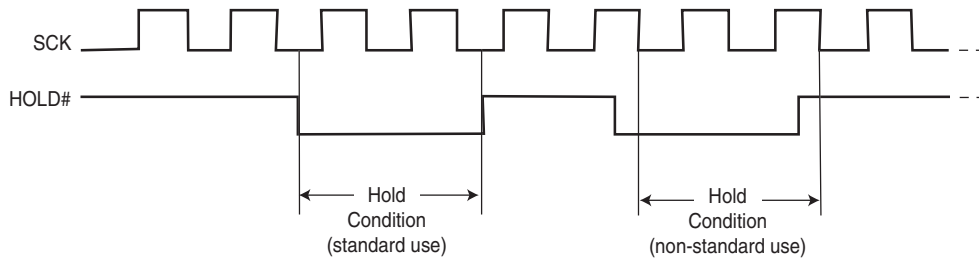 SCK
HOLD#
Hold
Condition
(standard use)
Hold
Condition
(non-standard use)